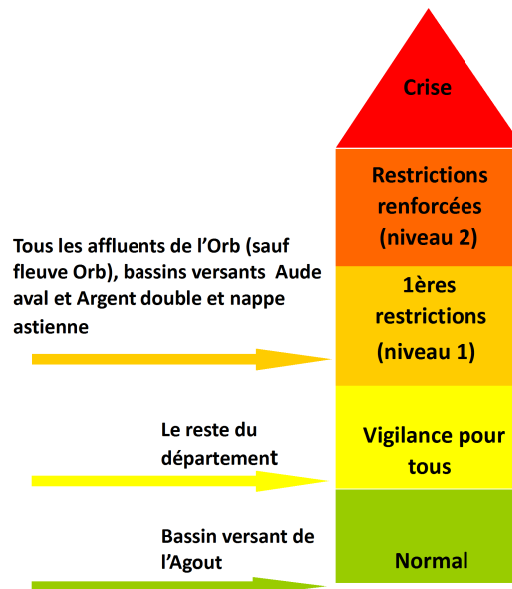 Crise
Restrictions
renforcées
(niveau 2)
Tous les affluents de l'Orb (sauf
fleuve Orb), bassins versants Aude
aval et Argent double et nappe
astienne
1ères
restrictions
(niveau 1)
Le reste du
département
Vigilance pour
tous
Bassin versant de
l'Agout
Normal